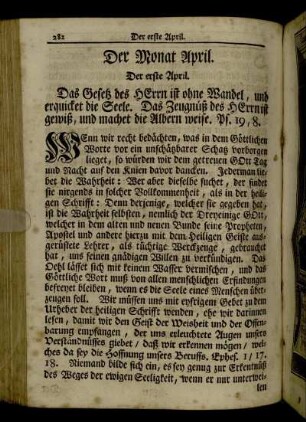 282 Der erste April.
Der Monat April.
Der erste April.
Das Gesetz des HErrn ist ohne Wandel, und
erquicket die Seele. Das Zeugnüß des HErrn ist
gewiß, und machet die Albern weise. Ps. 19, 8.
WEnn wir recht bedächten, was in dem Göttlichen
Worte vor ein unschätzbarer Schatz verborgen
lieget, so würden wir dem getreuen GOtt Tag
und Nacht auf den Knien davor dancken. Jederman lie-
bet die Wahrheit: Wer aber dieselbe suchet, der findet
sie nirgends in solcher Vollkommenheit, als in der heili-
gen Schrifft: Denn derjenige, welcher sie gegeben hat,
ist die Wahrheit selbsten, nemlich der Dreyeinige GOtt,
welcher in dem alten und neuen Bunde seine Propheten,
Apostel und andere hierzu mit dem Heiligen Geiste aus-
gerüstete Lehrer, als tüchtige Werckzeuge, gebrauchet
hat, uns seinen gnädigen Willen zu verkündigen. Das
Oehl lässet sich mit keinem Wasser vermischen, und das
Göttliche Wort muß von allen menschlichen Erfindungen
befreyet bleiben, wenn es die Seele eines Menschen über-
zeugen soll. Wir müssen uns mit eyfrigem Gebet zu dem
Urheber der heiligen Schrifft wenden, ehe wir darinnen
lesen, damit wir den Geist der Weisheit und der Offen-
barung empfangen, der uns erleuchtete Augen unsers
Verständnüsses giebet / daß wir erkennen mögen / wel-
ches da sey die Hoffnung unsers Beruffs. Ephes. 1 / 17.
18. Niemand bilde sich ein, es sey genug zur Erkentnüß
des Weges der ewigen Seeligkeit, wenn er nur unterwei-
len